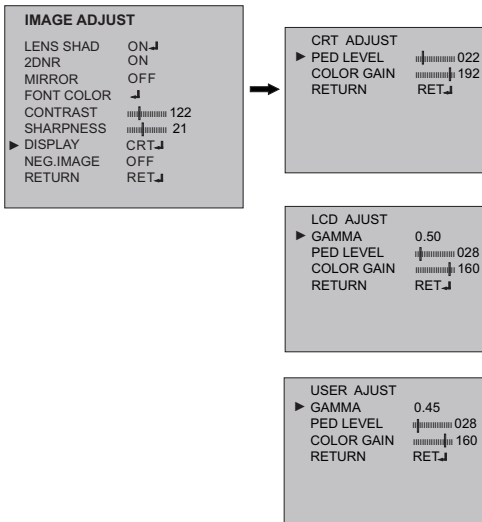 IMAGE ADJUST
LENS SHAD ON
2DNR ON
MIRROR OFF
FONT COLOR
CONTRAST 122
SHARPNESS 21
DISPLAY CRT
NEG.IMAGE OFF
RETURN RET
CRT ADJUST
PED LEVEL 022
COLOR GAIN 192
RETURN RET
LCD AJUST
GAMMA 0.50
PED LEVEL 028
COLOR GAIN 160
RETURN RET
USER AJUST
GAMMA 0.45
PED LEVEL 028
COLOR GAIN 160
RETURN RET